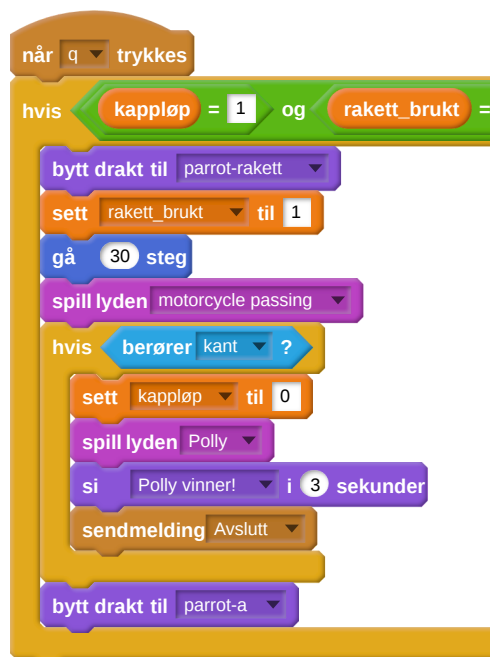 når q trykkes
hvis kappløp = 1 og rakett_brukt =
bytt drakt til parrot-rakett
sett rakett_brukt til 1
gå 30 steg
spill lyden motorcycle passing
hvis berører kant ?
sett kappløp til 0
spill lyden Polly
si Polly vinner! i 3 sekunder
sendmelding Avslutt
bytt drakt til parrot-a